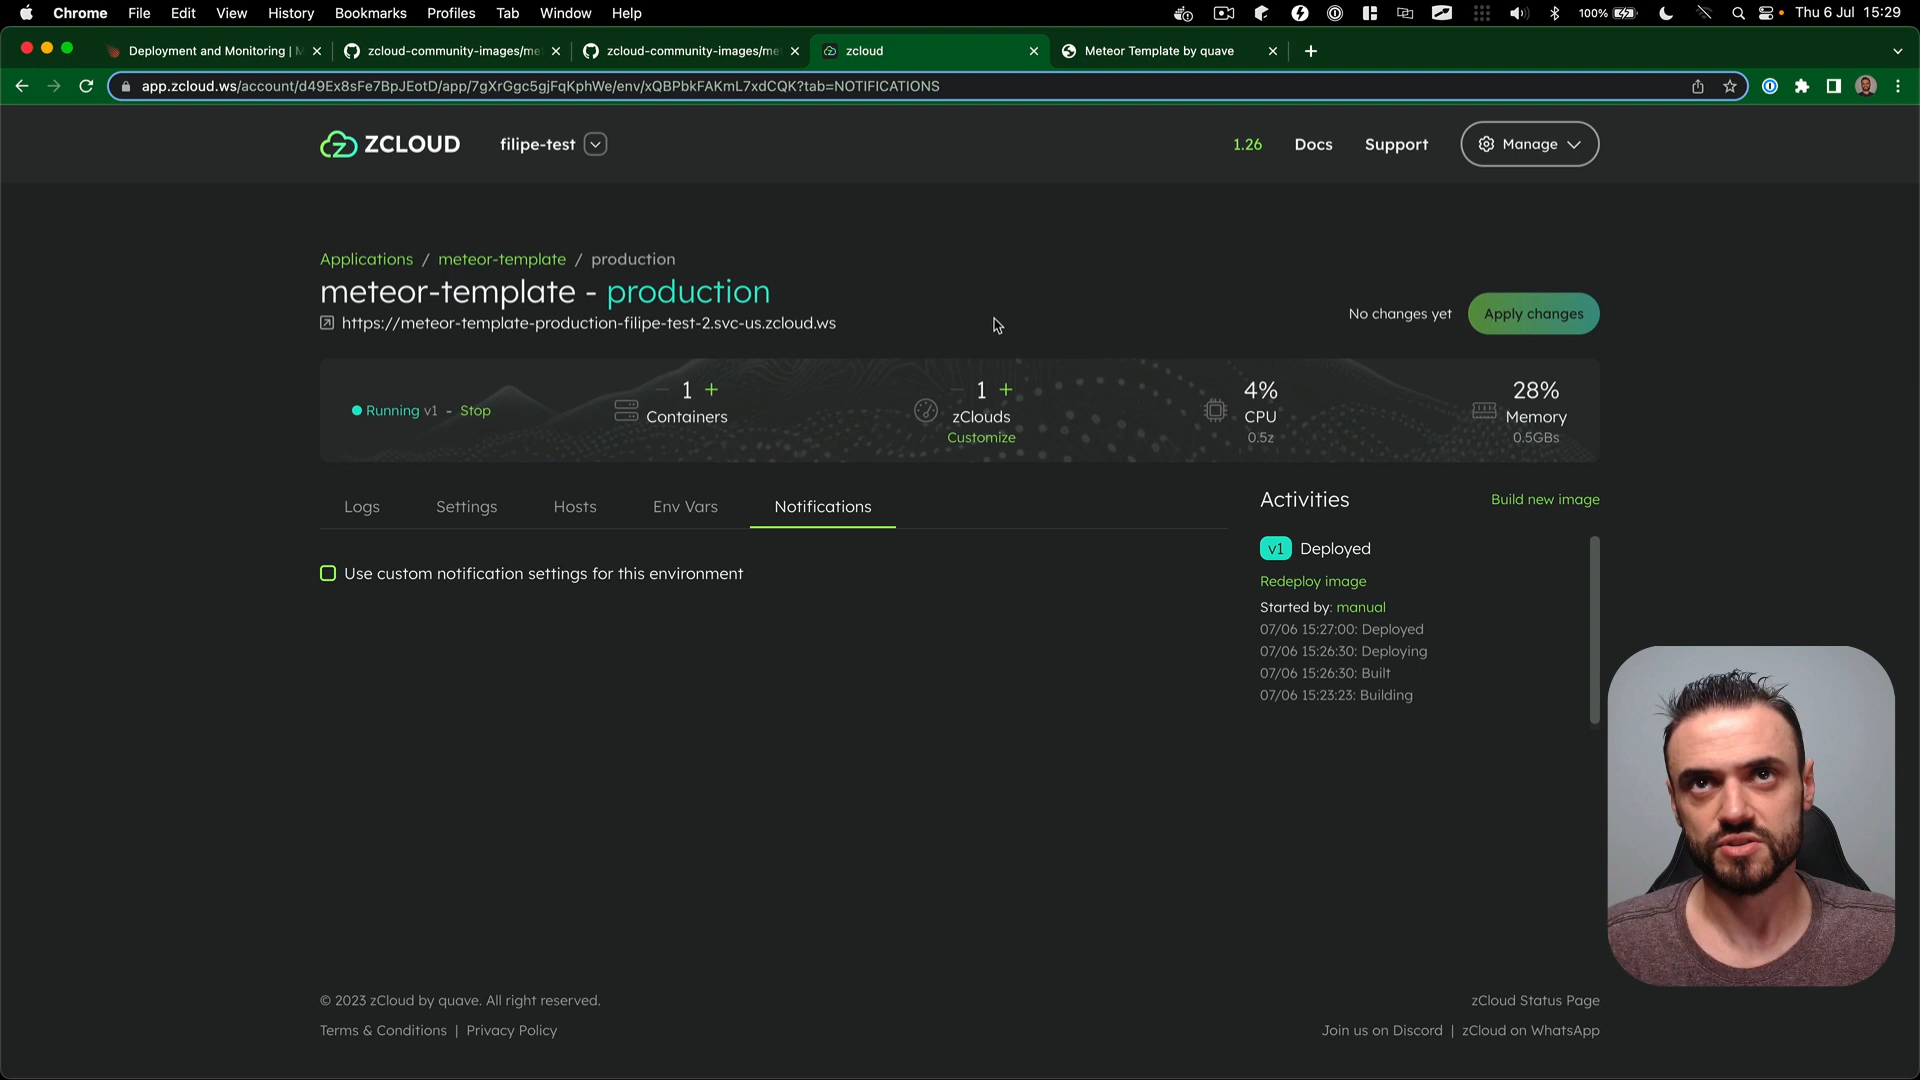 Chrome File Edit View History Bookmarks Profiles Tab Window Help 100% Thu 6 Jul 15:29
Deployment and Monitoring | M
zcloud-community-images/me
zcloud-community-images/me
zcloud
Meteor Template by quave
app.zcloud.ws/account/d49Ex8sFe7BpJEotD/app/7gXrGgc5gjFqKphWe/env/xQBPbkFAKmL7xdCQK?tab=NOTIFICATIONS
ZCLOUD filipe-test 1.26 Docs Support Manage
Applications / meteor-template / production
meteor-template - production
https://meteor-template-production-filipe-test-2.svc-us.zcloud.ws
No changes yet Apply changes
Running v1 - Stop
1 +
Containers
1 +
zClouds
Customize
4%
CPU
0.5z
28%
Memory
0.5GBs
Logs Settings Hosts Env Vars Notifications
Use custom notification settings for this environment
Activities Build new image
v1 Deployed
Redeploy image
Started by: manual
07/06 15:27:00: Deployed
07/06 15:26:30: Deploying
07/06 15:26:30: Built
07/06 15:23:23: Building
© 2023 zCloud by quave. All right reserved. zCloud Status Page
Terms & Conditions | Privacy Policy Join us on Discord | zCloud on WhatsApp